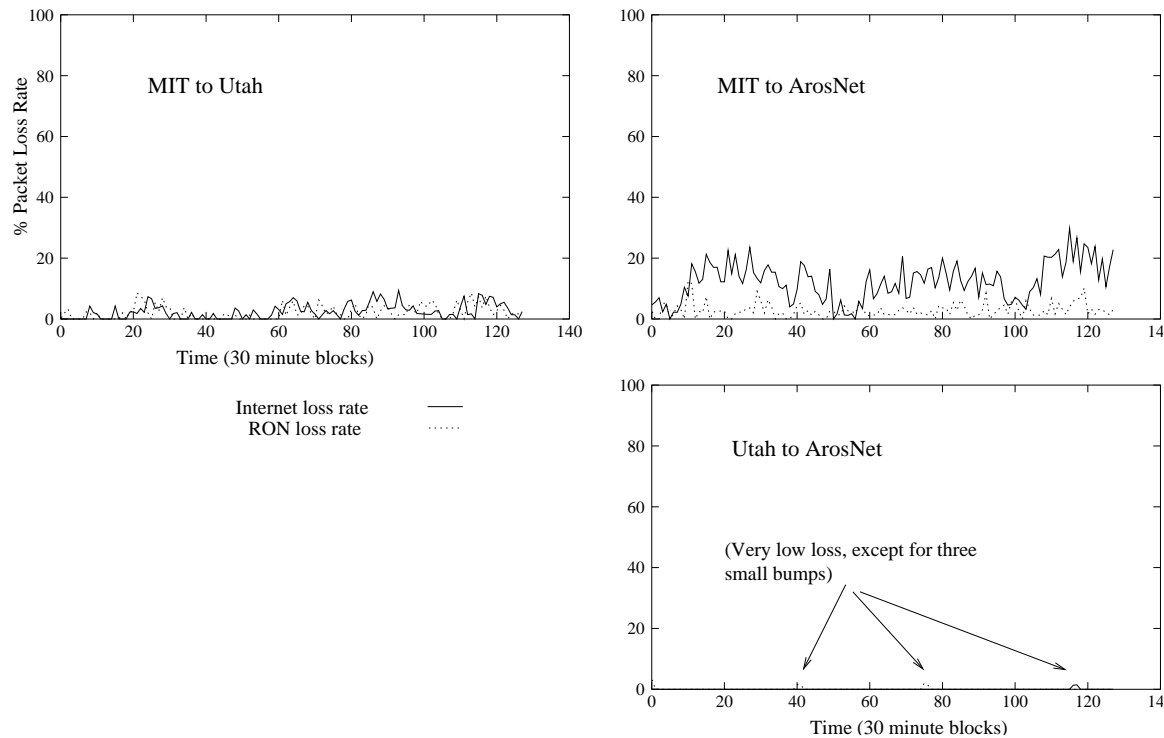 100
80
60
40
20
0
% Packet Loss Rate
MIT to Utah
0 20 40 60 80 100 120 140
Time (30 minute blocks)
Internet loss rate
RON loss rate
100
80
60
40
20
0
MIT to ArosNet
0 20 40 60 80 100 120 14
100
80
60
40
20
0
Utah to ArosNet
(Very low loss, except for three
small bumps)
0 20 40 60 80 100 120 14
Time (30 minute blocks)